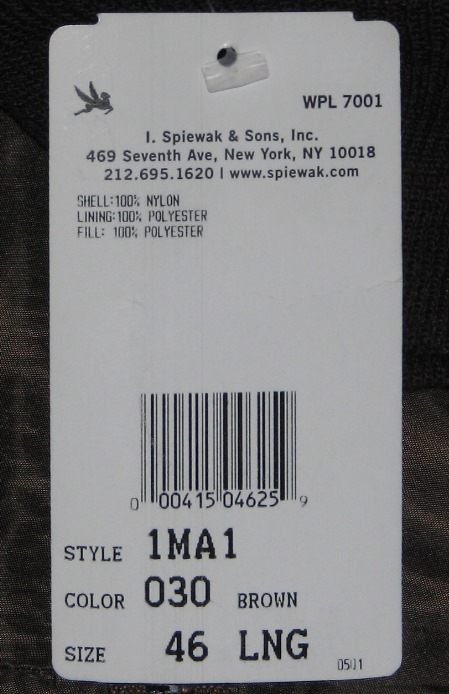 WPL 7001
I. Spiewak & Sons, Inc.
469 Seventh Ave, New York, NY 10018
212.695.1620 | www.spiewak.com
SHELL:100% NYLON
LINING:100% POLYESTER
FILL: 100% POLYESTER
0 00415 04625 9
STYLE 1MA1
COLOR 030 BROWN
SIZE 46 LNG
0501